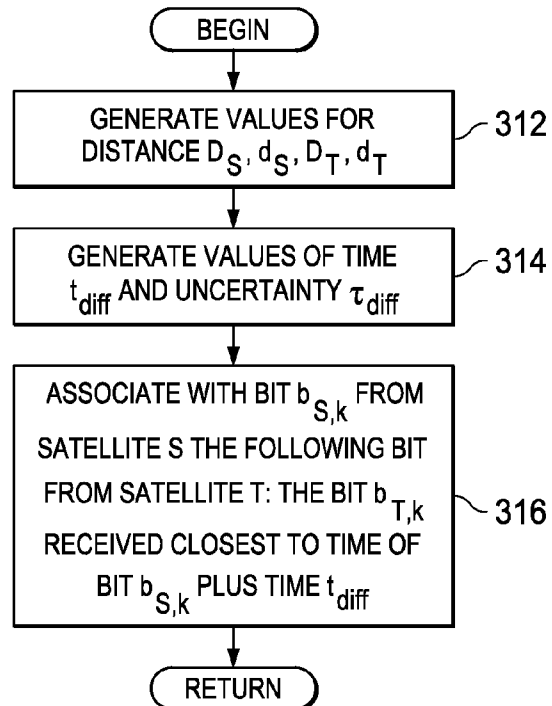 BEGIN
GENERATE VALUES FOR
DISTANCE D_S, d_S, D_T, d_T
312
GENERATE VALUES OF TIME
t_diff AND UNCERTAINTY τ_diff
314
ASSOCIATE WITH BIT b_S,k FROM
SATELLITE S THE FOLLOWING BIT
FROM SATELLITE T: THE BIT b_T,k
RECEIVED CLOSEST TO TIME OF
BIT b_S,k PLUS TIME t_diff
316
RETURN